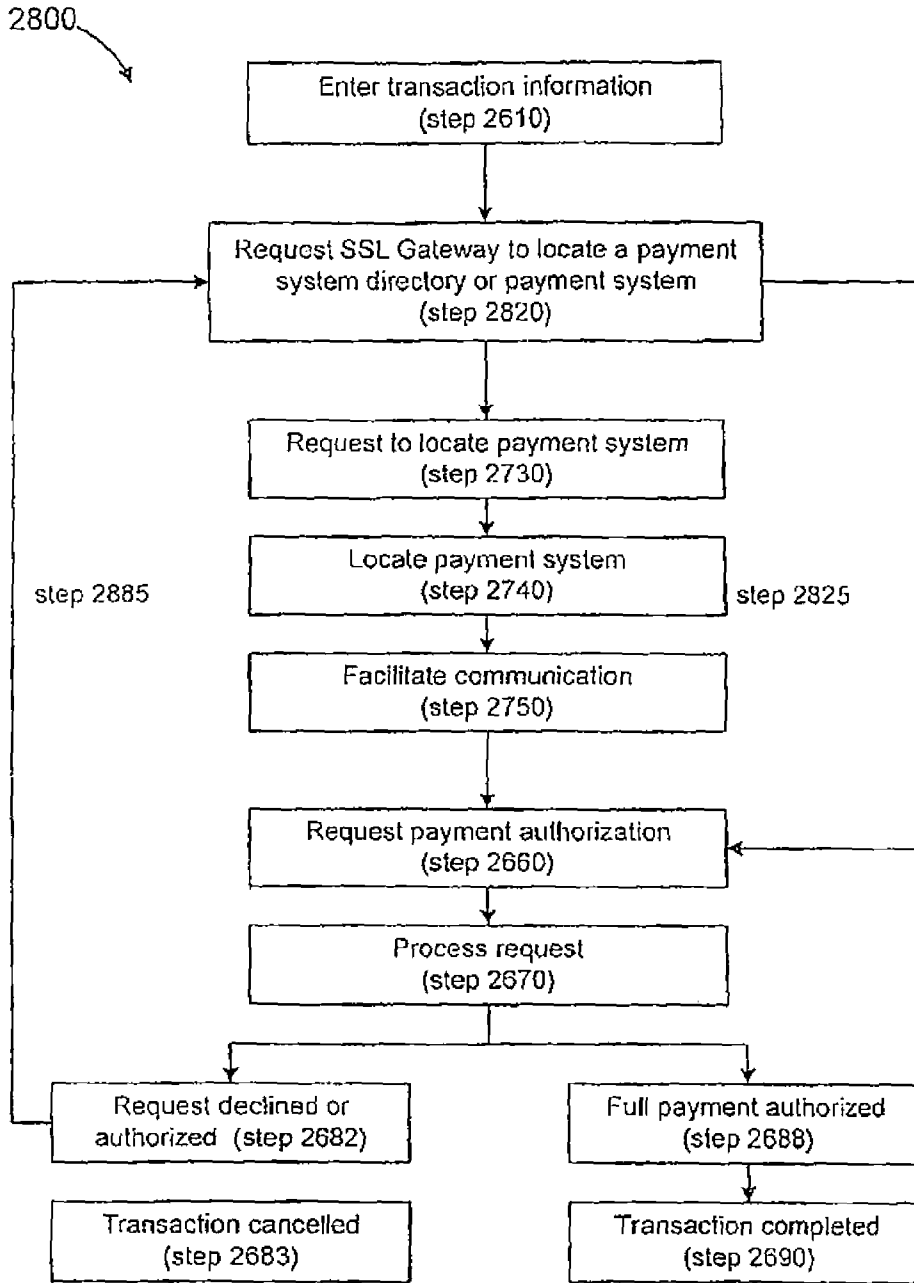 2800
Enter transaction information
(step 2610)
Request SSL Gateway to locate a payment
system directory or payment system
(step 2820)
Request to locate payment system
(step 2730)
Locate payment system
(step 2740)
step 2885
step 2825
Facilitate communication
(step 2750)
Request payment authorization
(step 2660)
Process request
(step 2670)
Request declined or
authorized (step 2682)
Full payment authorized
(step 2688)
Transaction cancelled
(step 2683)
Transaction completed
(step 2690)